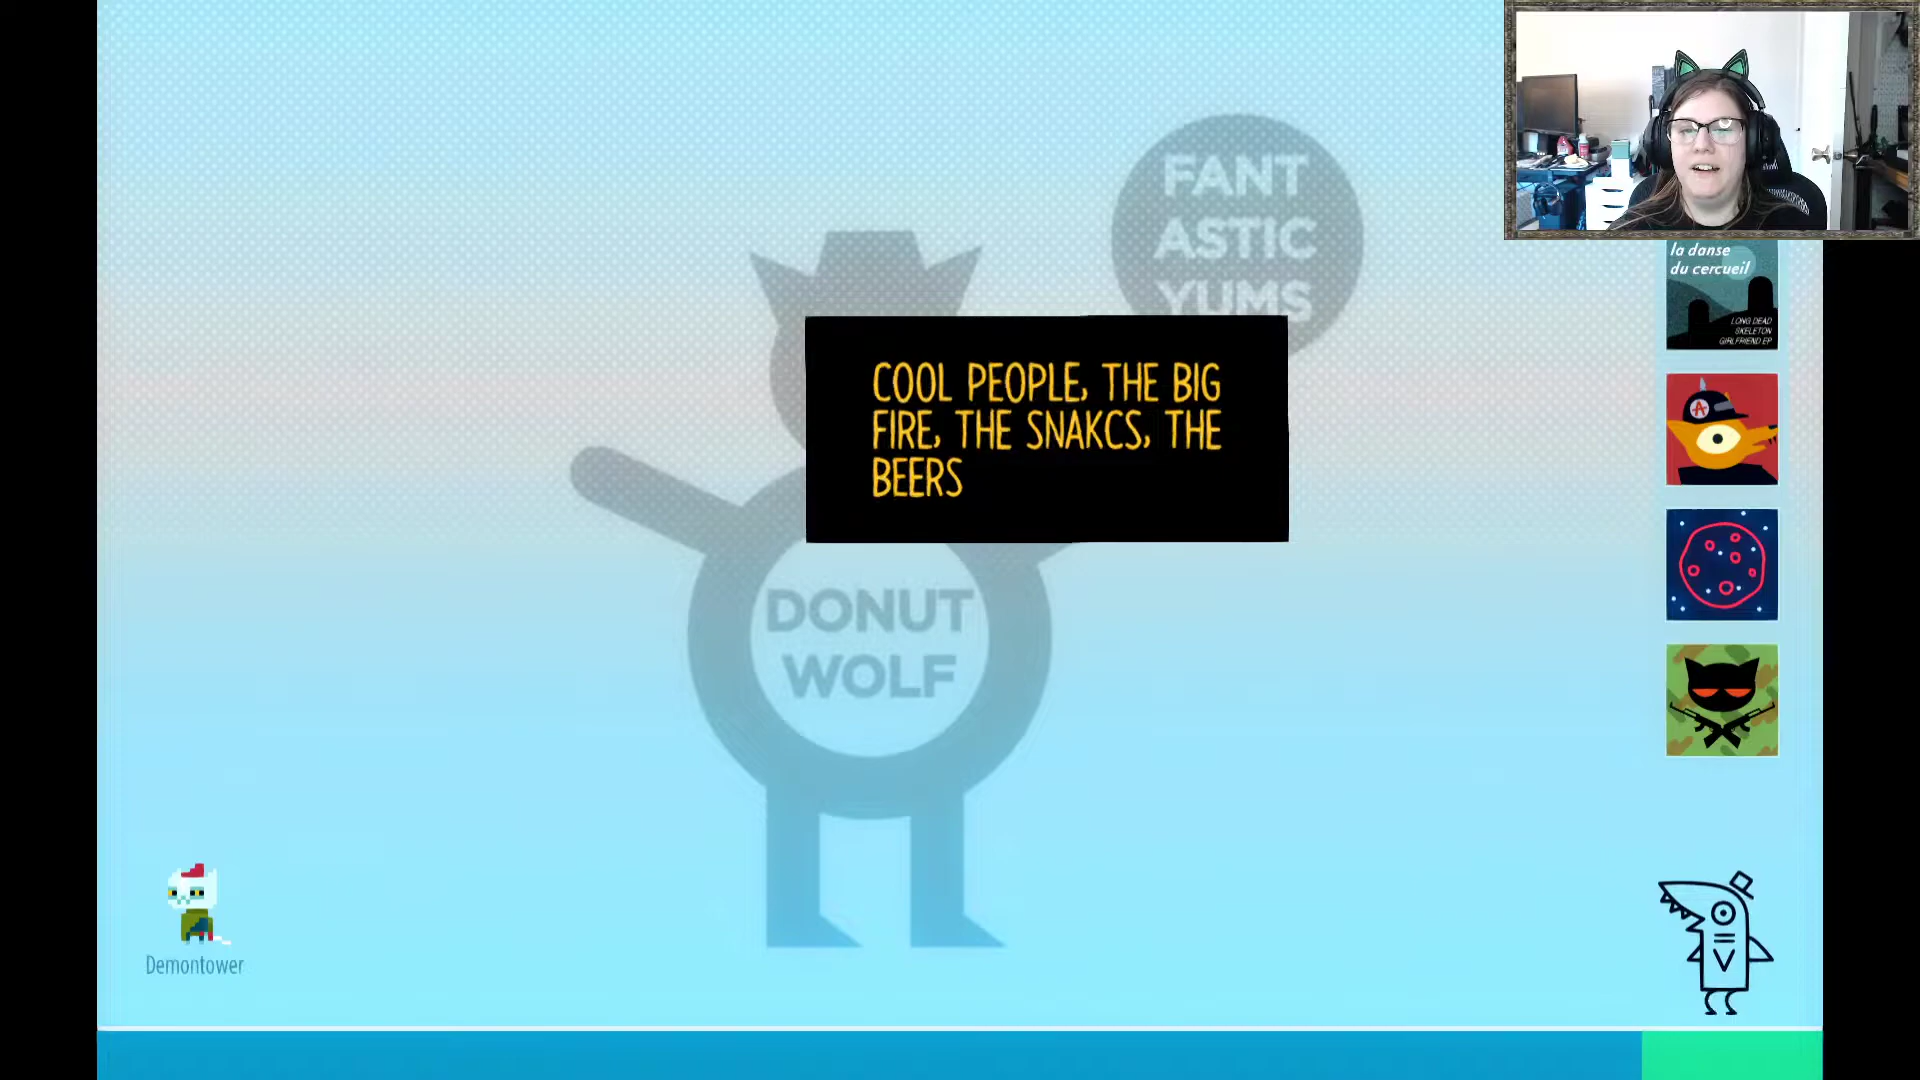 FANT
ASTIC
YUMS
la danse
du cercueil
LONG DEAD
SKELETON
GIRLFRIEND EP
COOL PEOPLE, THE BIG
FIRE, THE SNAKCS, THE
BEERS
A
DONUT
WOLF
Demontower